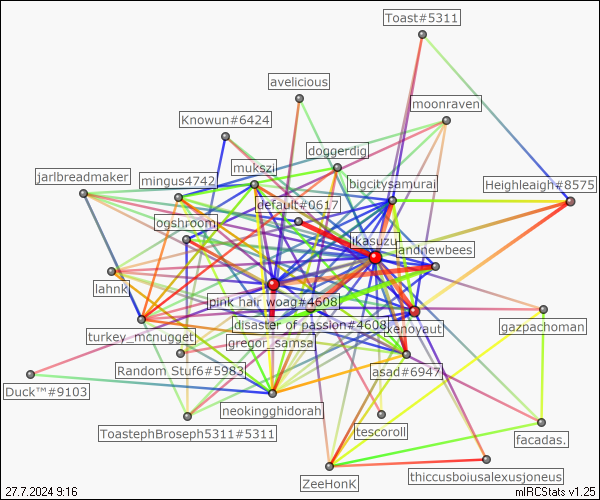 Toast#5311
avelicious
moonraven
Knowun#6424
doggerdig
mukszi
jarlbreadmaker
mingus4742
bigcitysamurai
Heighleaigh#8575
default#0617
ogshroom
iKasuzu
andnewbees
lahnk
pink hair woag#4608
disaster of passion#4608
xenoyaut
gazpachoman
turkey_mcnugget
gregor_samsa
Random Stuf6#5983
asad#6947
Duck™#9103
neokingghidorah
ToastephBroseph5311#5311
tescoroll
facadas.
ZeeHonK
thiccusboiusalexusjoneus
27.7.2024 9:16
mIRCStats v1.25